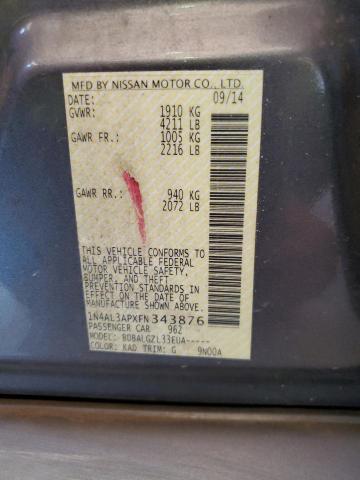 MFD BY NISSAN MOTOR CO., LTD.
DATE: 09/14
GVWR: 1910 KG
4211 LB
GAWR FR.: 1005 KG
2216 LB
GAWR RR.: 940 KG
2072 LB
THIS VEHICLE CONFORMS TO
ALL APPLICABLE FEDERAL
MOTOR VEHICLE SAFETY,
BUMPER, AND THEFT
PREVENTION STANDARDS IN
EFFECT ON THE DATE OF
MANUFACTURE SHOWN ABOVE.
1N4AL3APXFN343876
PASSENGER CAR 962
MODEL: BDBALGZL33EUA-----
COLOR: KAD TRIM: G 9N00A